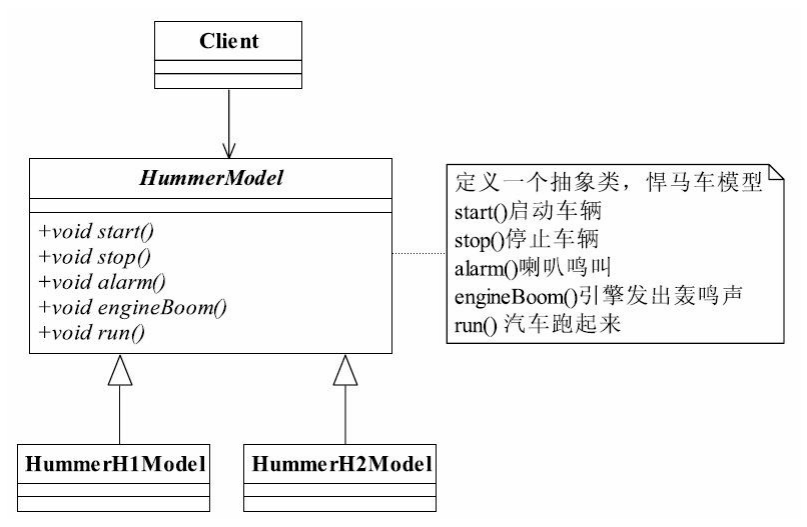 Client
HummerModel
+void start()
+void stop()
+void alarm()
+void engineBoom()
+void run()
定义一个抽象类，悍马车模型
start()启动车辆
stop()停止车辆
alarm()喇叭鸣叫
engineBoom()引擎发出轰鸣声
run() 汽车跑起来
HummerH1Model
HummerH2Model